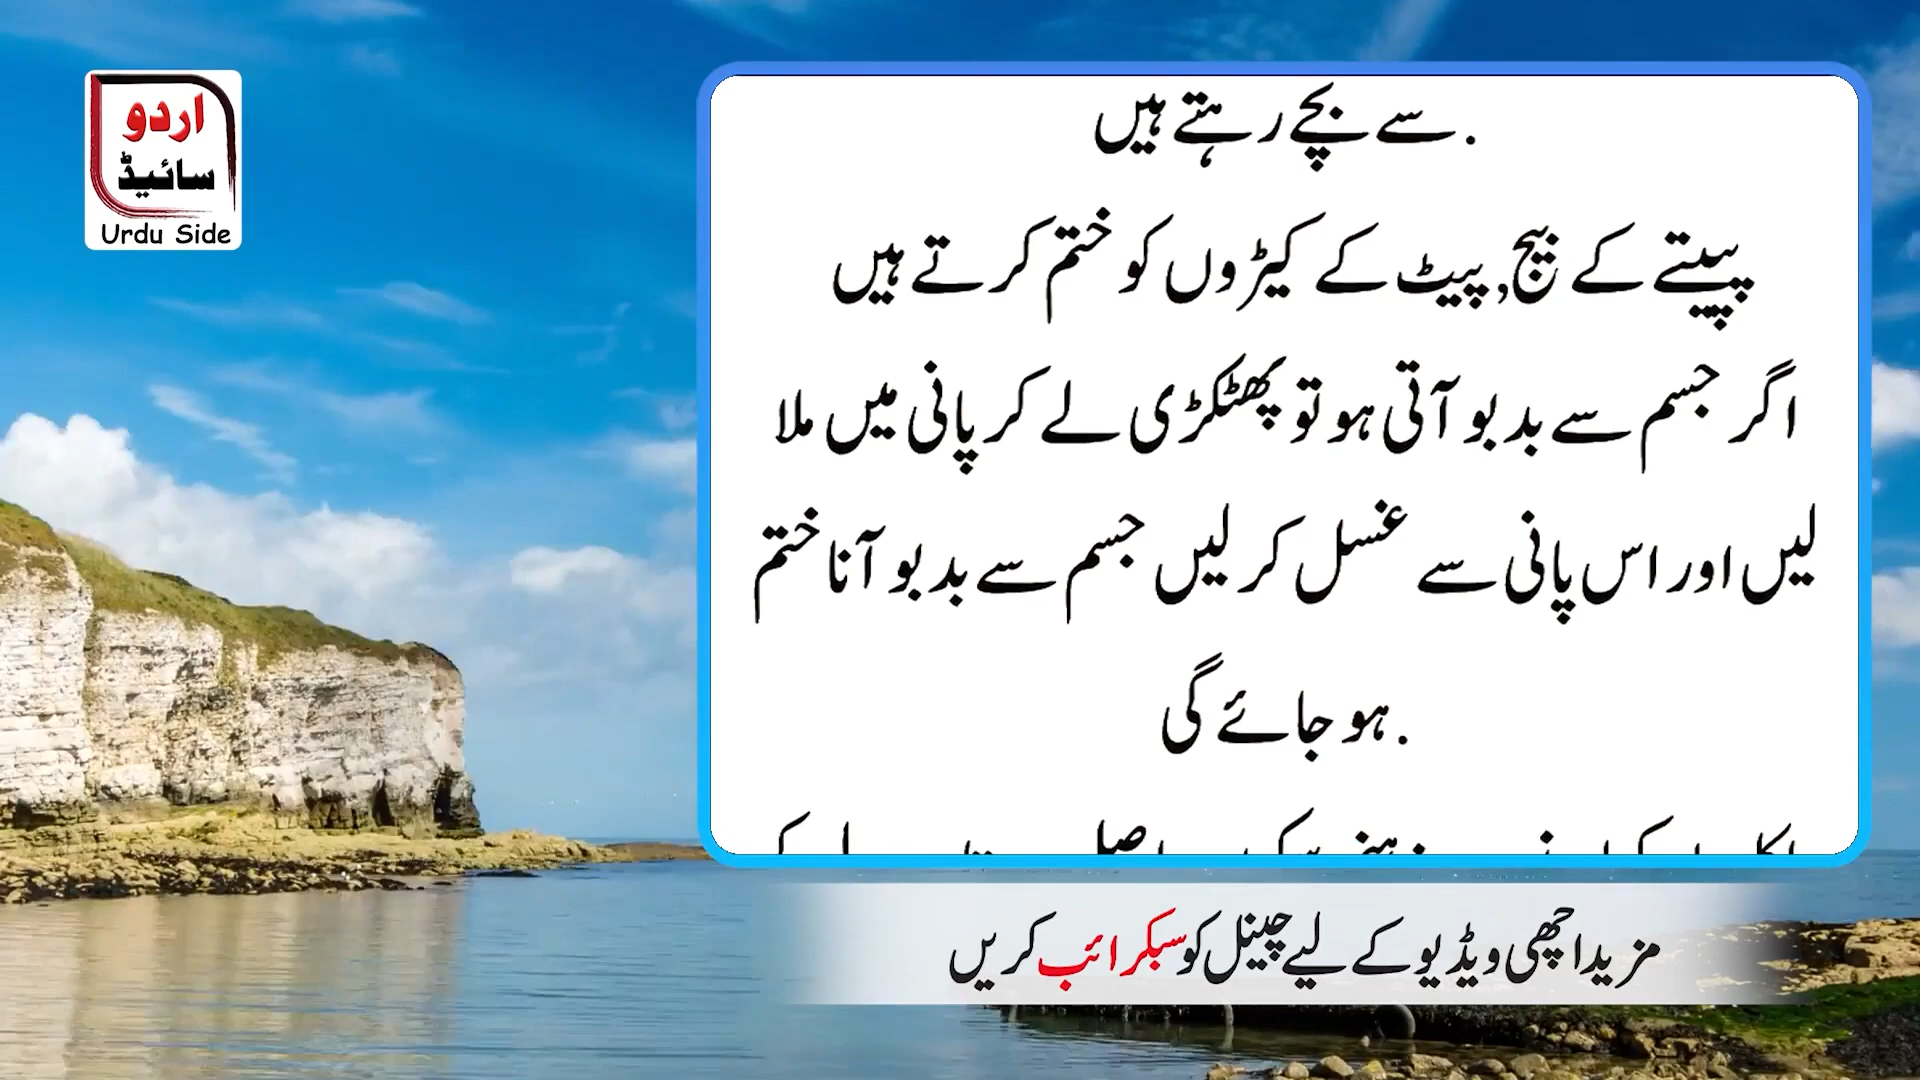 اردو
سائیڈ
Urdu Side
سے بچے رہتے ہیں.
پپیتے کے بیج, پیٹ کے کیڑوں کو ختم کرتے ہیں
اگر جسم سے بدبو آتی ہو تو پھٹکڑی لے کر پانی میں ملا
لیں اور اس پانی سے غسل کر لیں جسم سے بدبو آنا ختم
ہو جائے گی.
مزید اچھی ویڈیو کے لیے چینل کو سبکرائب کریں